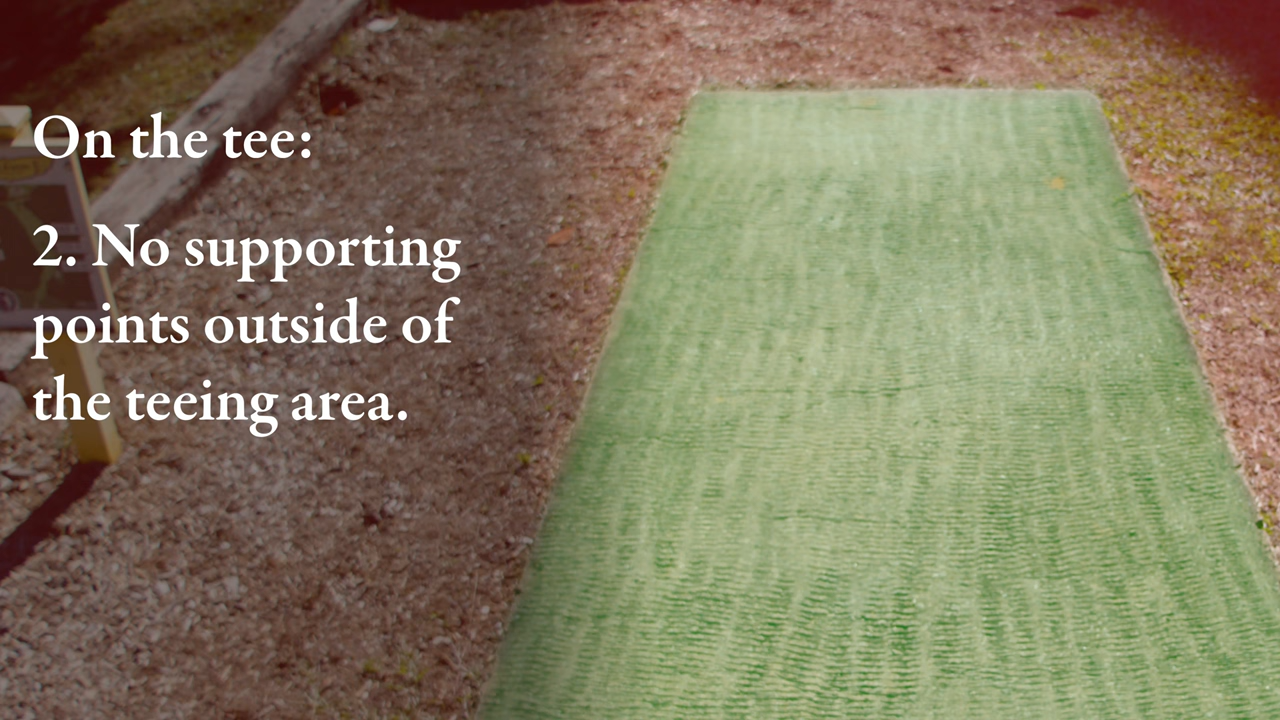 On the tee:
2. No supporting
points outside of
the teeing area.